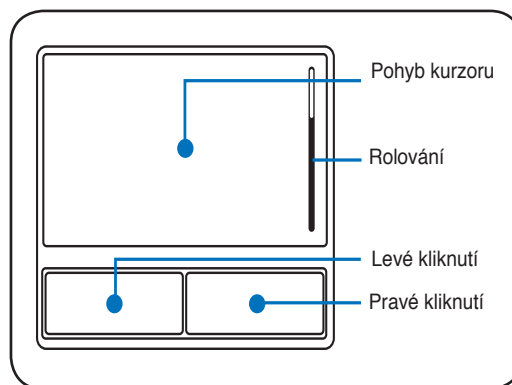 Pohyb kurzoru
Rolování
Levé kliknutí
Pravé kliknutí